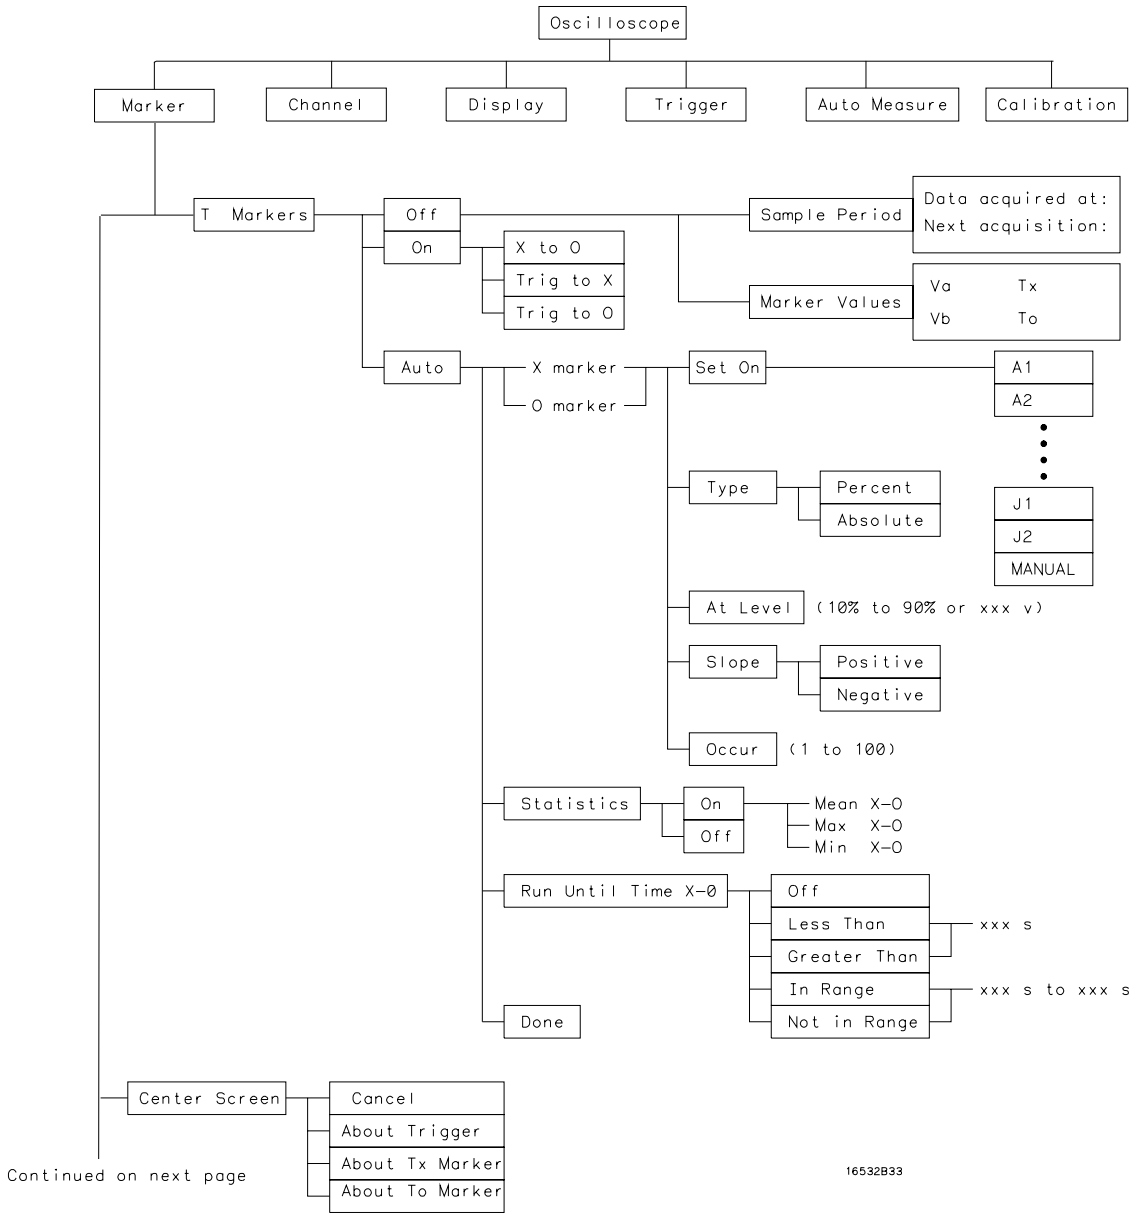 Oscilloscope
Marker
Channel
Display
Trigger
Auto Measure
Calibration
T Markers
Off
On
X to O
Trig to X
Trig to O
Sample Period
Data acquired at:
Next acquisition:
Marker Values
Va Tx
Vb To
Auto
X marker
O marker
Set On
A1
A2
J1
J2
MANUAL
Type
Percent
Absolute
At Level (10% to 90% or xxx v)
Slope
Positive
Negative
Occur (1 to 100)
Statistics
On
Off
Mean X-O
Max X-O
Min X-O
Run Until Time X-0
Off
Less Than
Greater Than
xxx s
In Range
Not in Range
xxx s to xxx s
Done
Center Screen
Cancel
About Trigger
About Tx Marker
About To Marker
Continued on next page
16532B33